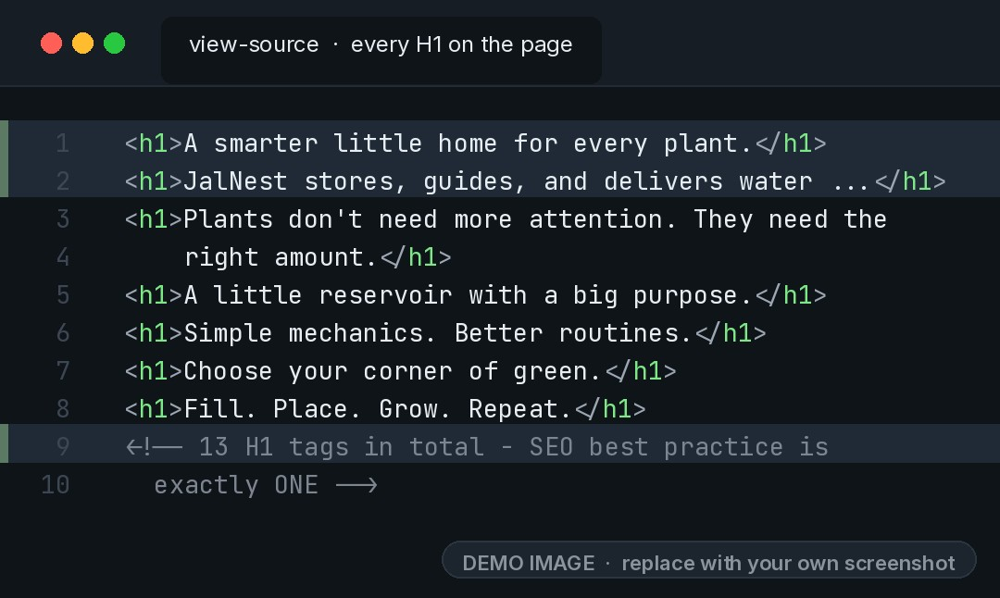 view-source · every H1 on the page
1 <h1>A smarter little home for every plant.</h1>
2 <h1>JalNest stores, guides, and delivers water ...</h1>
3 <h1>Plants don't need more attention. They need the
4 right amount.</h1>
5 <h1>A little reservoir with a big purpose.</h1>
6 <h1>Simple mechanics. Better routines.</h1>
7 <h1>Choose your corner of green.</h1>
8 <h1>Fill. Place. Grow. Repeat.</h1>
9 <!-- 13 H1 tags in total - SEO best practice is
10 exactly ONE -->
DEMO IMAGE · replace with your own screenshot